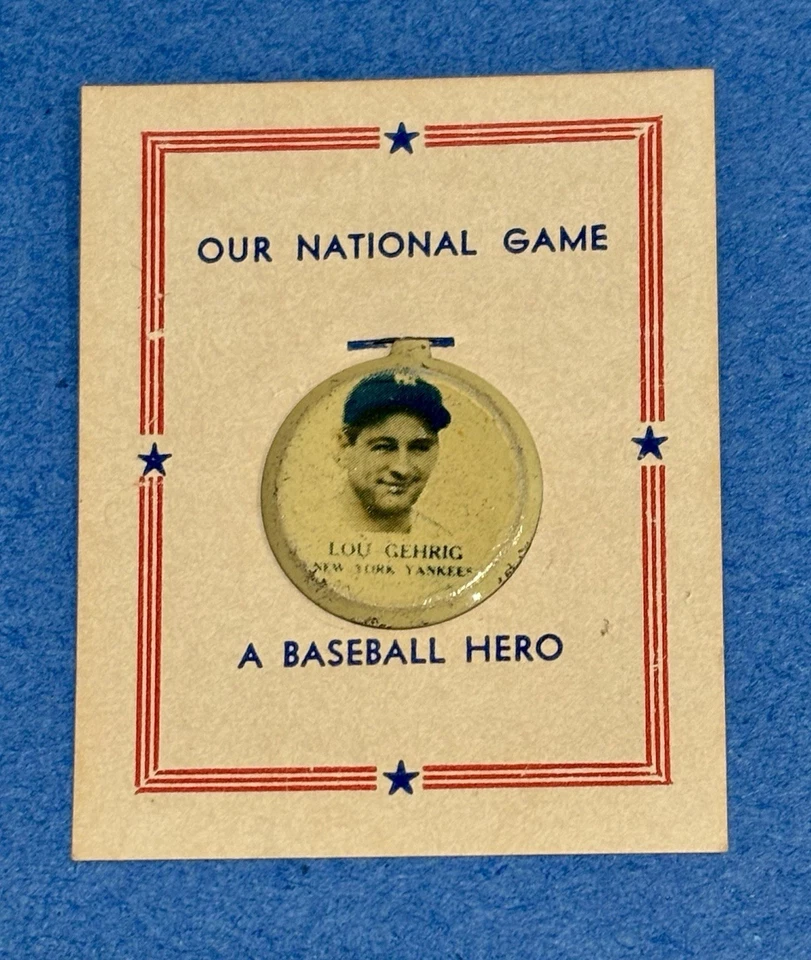 OUR NATIONAL GAME
LOU GEHRIG
NEW YORK YANKEES
A BASEBALL HERO